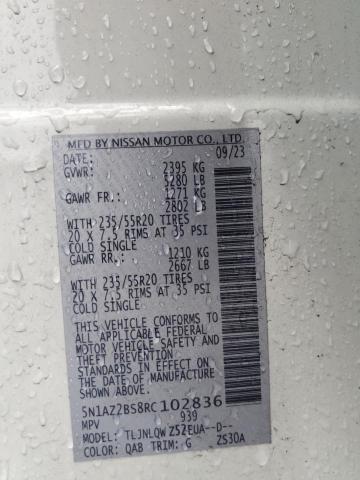 MFD BY NISSAN MOTOR CO., LTD.
DATE: 09/23
GVWR: 2395 KG
5280 LB
GAWR FR.: 1271 KG
2802 LB
WITH 235/55R20 TIRES
20 X 7.5 RIMS AT 35 PSI
COLD SINGLE
GAWR RR.: 1210 KG
2667 LB
WITH 235/55R20 TIRES
20 X 7.5 RIMS AT 35 PSI
COLD SINGLE
THIS VEHICLE CONFORMS TO
ALL APPLICABLE FEDERAL
MOTOR VEHICLE SAFETY AND
THEFT PREVENTION
STANDARDS IN EFFECT ON
THE DATE OF MANUFACTURE
SHOWN ABOVE.
5N1AZ2BS8RC102836
MPV 939
MODEL: TLJNLQW Z52EUA--D--
COLOR: QAB TRIM: G ZS30A